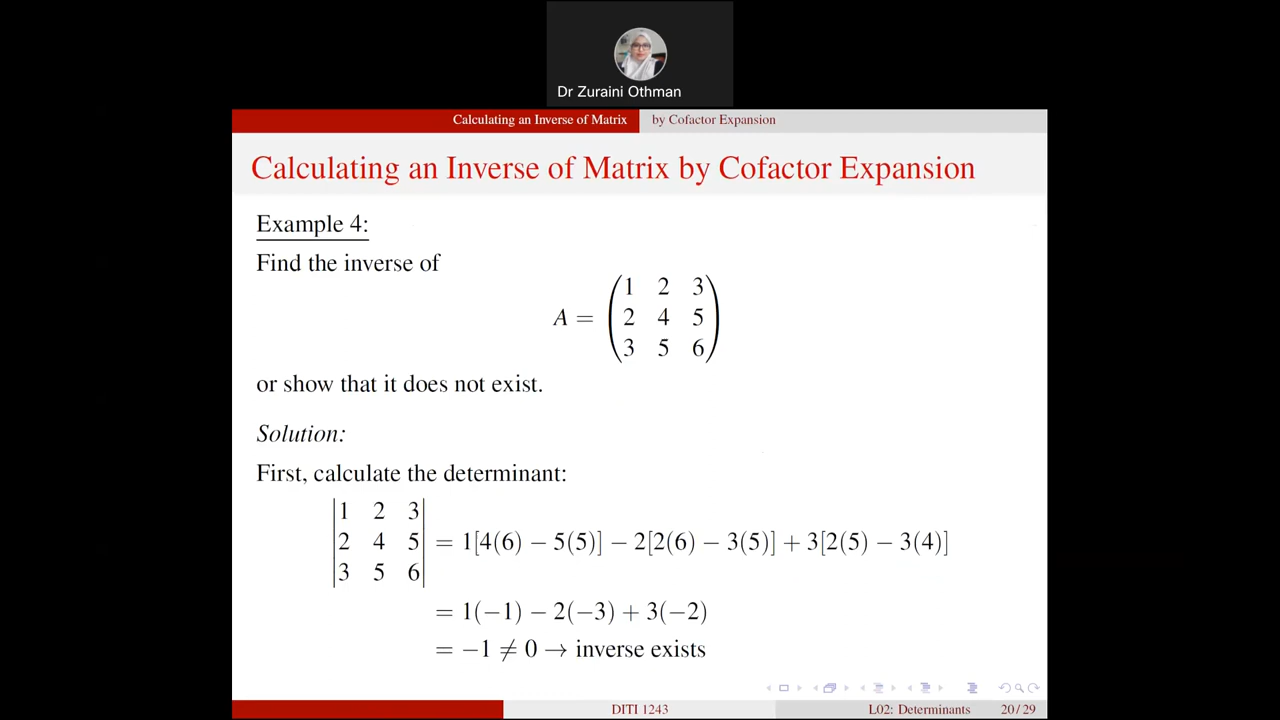 Dr Zuraini Othman
Calculating an Inverse of Matrix by Cofactor Expansion
Calculating an Inverse of Matrix by Cofactor Expansion
Example 4:
Find the inverse of
A = (1 2 3
2 4 5
3 5 6)
or show that it does not exist.
Solution:
First, calculate the determinant:
|1 2 3|
|2 4 5| = 1[4(6) − 5(5)] − 2[2(6) − 3(5)] + 3[2(5) − 3(4)]
|3 5 6|
= 1(−1) − 2(−3) + 3(−2)
= −1 ≠ 0 → inverse exists
DITI 1243 L02: Determinants 20/29